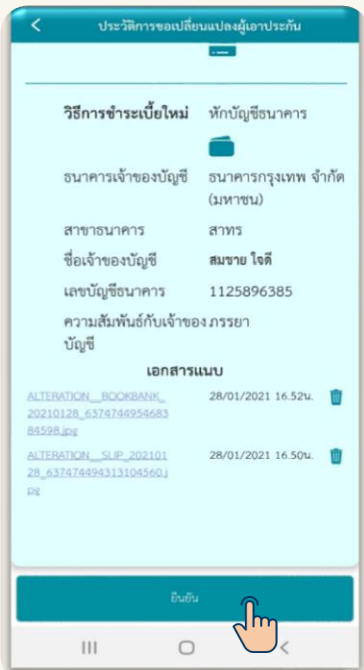 ประวัติการขอเปลี่ยนแปลงผู้เอาประกัน
วิธีการชำระเบี้ยใหม่ หักบัญชีธนาคาร
ธนาคารเจ้าของบัญชี ธนาคารกรุงเทพ จำกัด
(มหาชน)
สาขาธนาคาร สาทร
ชื่อเจ้าของบัญชี สมชาย ใจดี
เลขบัญชีธนาคาร 1125896385
ความสัมพันธ์กับเจ้าของ ภรรยา
บัญชี
เอกสารแนบ
ALTERATION__BOOKBANK_ 28/01/2021 16.52น.
20210128_6374744954683
84598.jpg
ALTERATION__SLIP_202101 28/01/2021 16.50น.
28_637474494313104560.j
pg
ยืนยัน